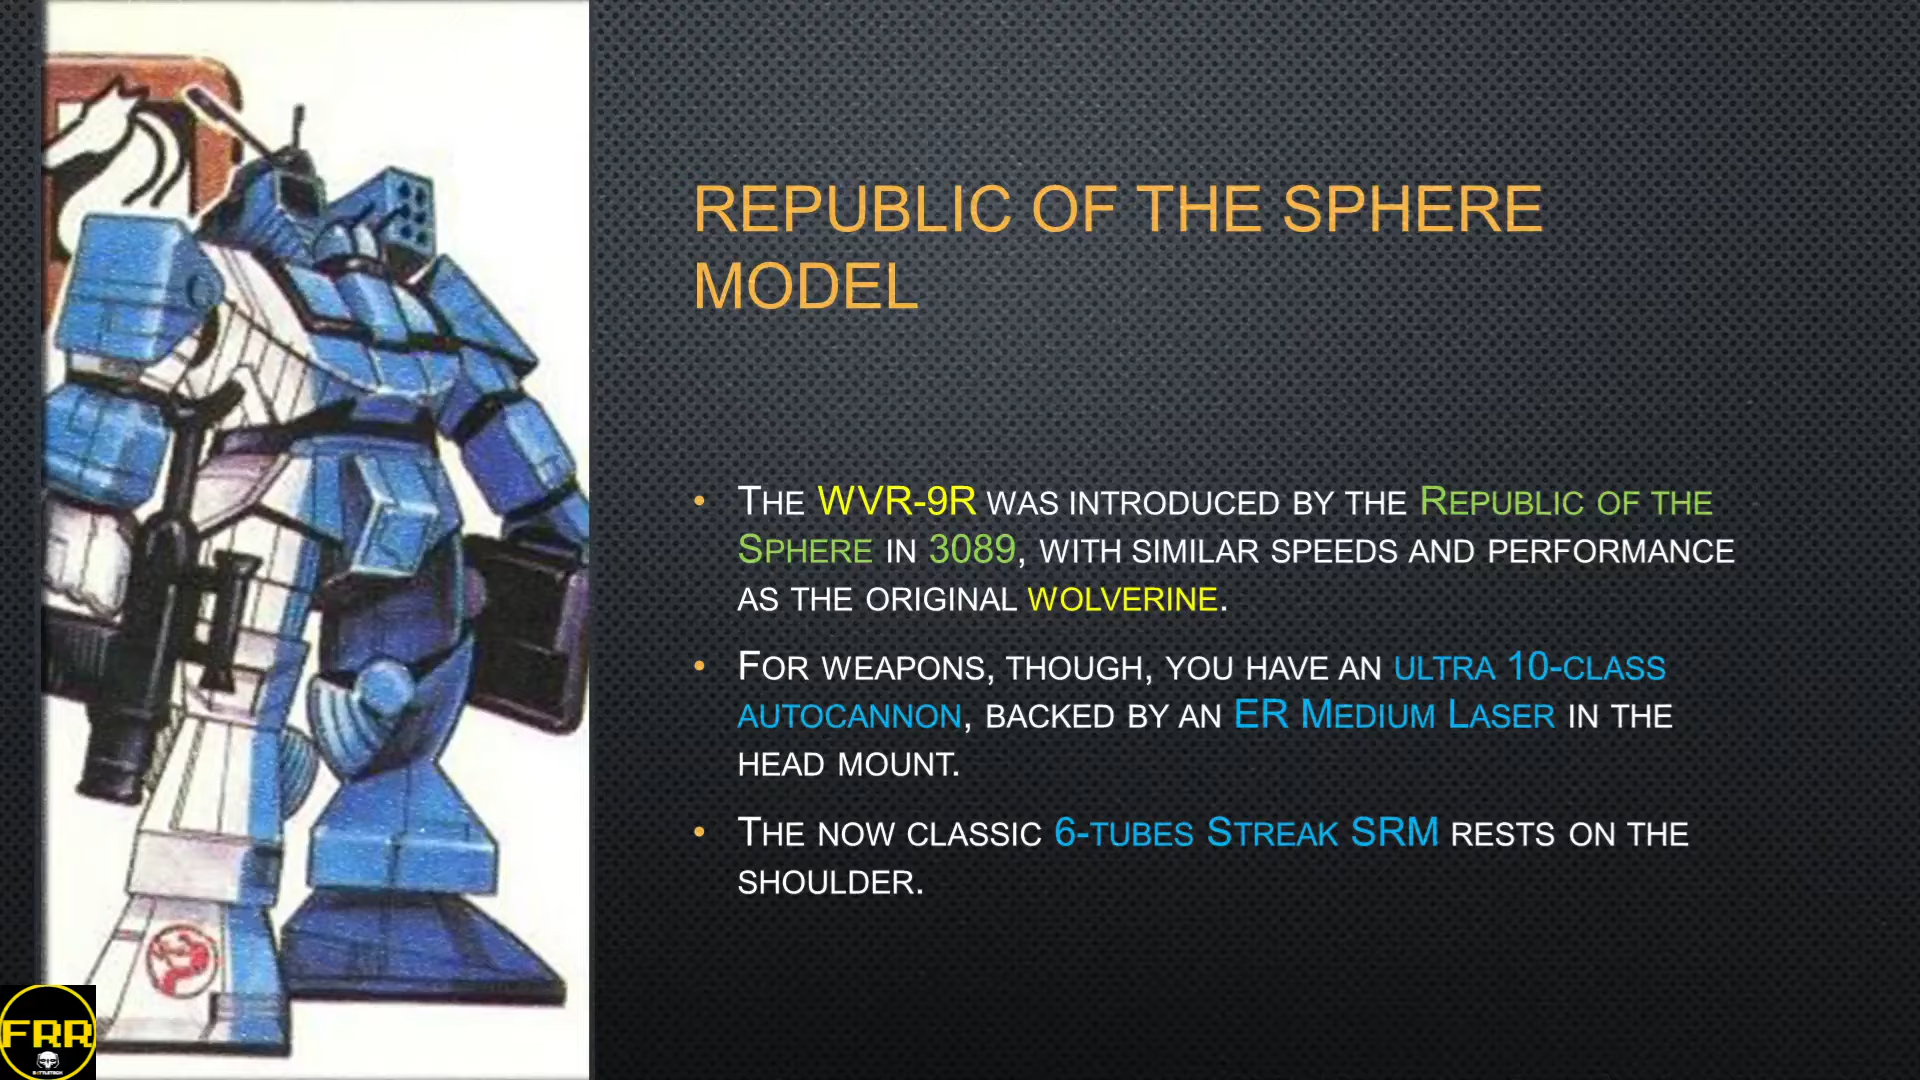 REPUBLIC OF THE SPHERE
MODEL
• THE WVR-9R WAS INTRODUCED BY THE REPUBLIC OF THE
SPHERE IN 3089, WITH SIMILAR SPEEDS AND PERFORMANCE
AS THE ORIGINAL WOLVERINE.
• FOR WEAPONS, THOUGH, YOU HAVE AN ULTRA 10-CLASS
AUTOCANNON, BACKED BY AN ER MEDIUM LASER IN THE
HEAD MOUNT.
• THE NOW CLASSIC 6-TUBES STREAK SRM RESTS ON THE
SHOULDER.
FRR
BATTLETECH